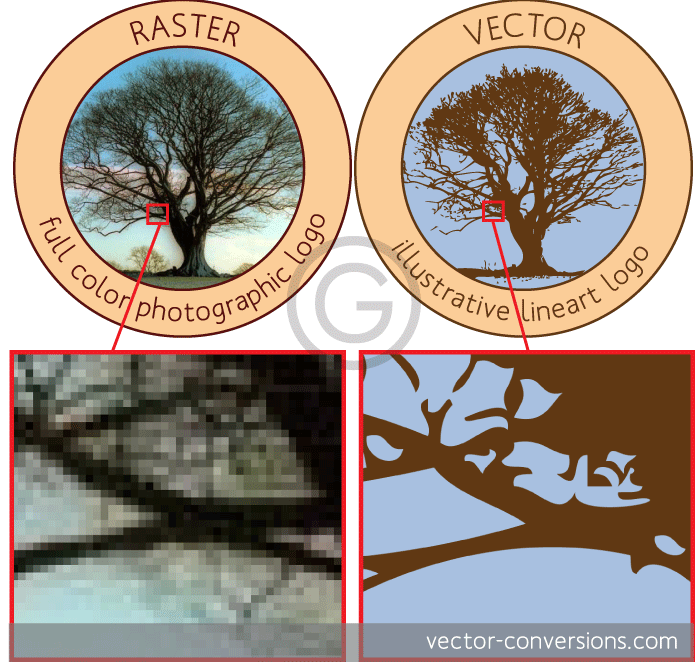 RASTER
full color photographic logo
VECTOR
illustrative lineart logo
G
vector-conversions.com